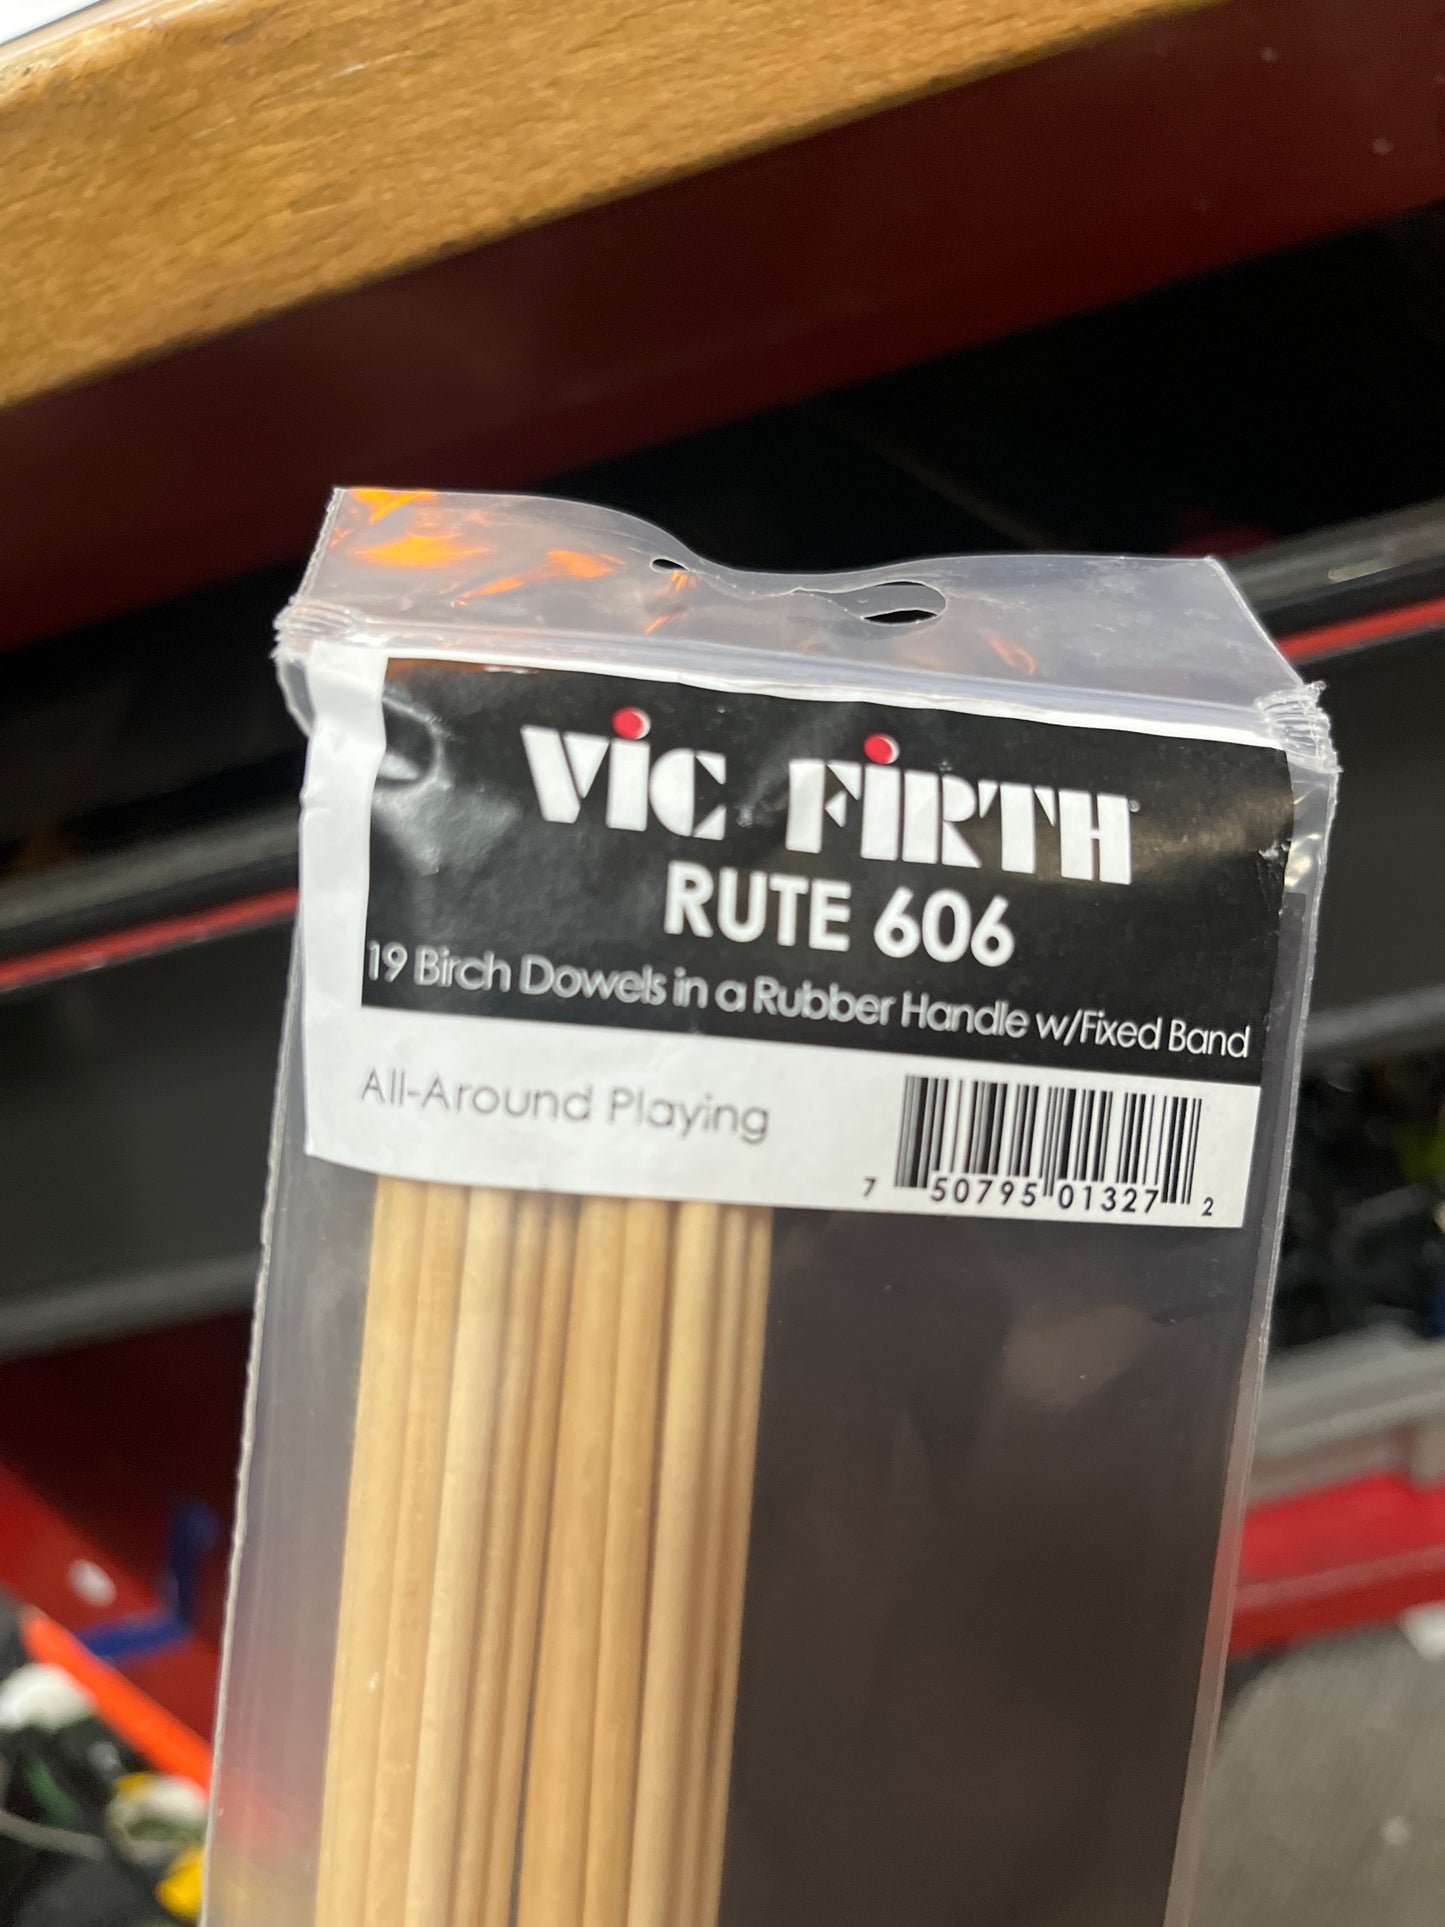 VIC FIRTH
RUTE 606
19 Birch Dowels in a Rubber Handle w/Fixed Band
All-Around Playing
7 50795 01327 2